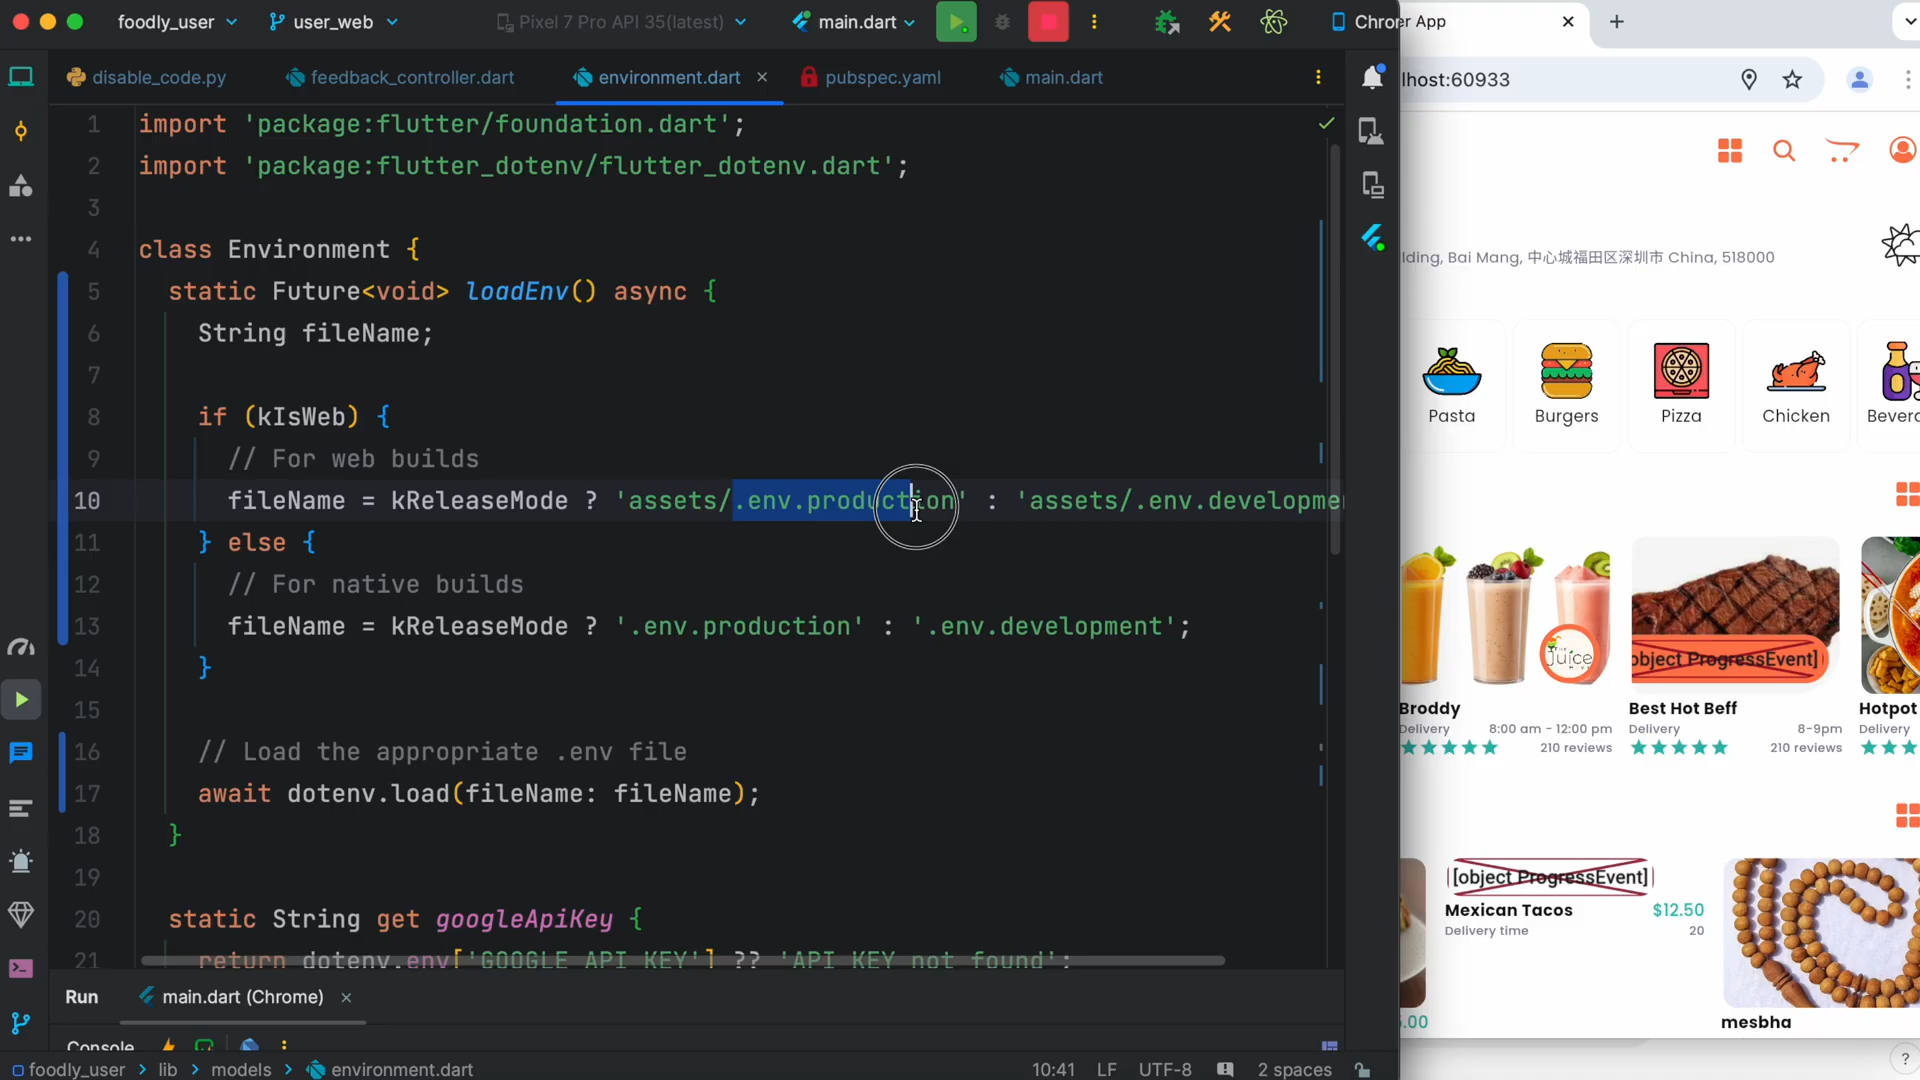 foodly_user
user_web
Pixel 7 Pro API 35(latest)
main.dart
Chror
er App
disable_code.py
feedback_controller.dart
environment.dart
pubspec.yaml
main.dart
lhost:60933
1 import 'package:flutter/foundation.dart';
2 import 'package:flutter_dotenv/flutter_dotenv.dart';
3
4 class Environment {
5 static Future<void> loadEnv() async {
6 String fileName;
7
8 if (kIsWeb) {
9 // For web builds
10 fileName = kReleaseMode ? 'assets/.env.production' : 'assets/.env.developme
11 } else {
12 // For native builds
13 fileName = kReleaseMode ? '.env.production' : '.env.development';
14 }
15
16 // Load the appropriate .env file
17 await dotenv.load(fileName: fileName);
18 }
19
20 static String get googleApiKey {
21 return dotenv.env['GOOGLE_API_KEY'] ?? 'API KEY not found';
Run
main.dart (Chrome)
Console
foodly_user > lib > models > environment.dart
10:41 LF UTF-8 2 spaces
lding, Bai Mang, 中心城福田区深圳市 China, 518000
Pasta
Burgers
Pizza
Chicken
Bevera
Juice
object ProgressEvent]
Broddy
Delivery
8:00 am - 12:00 pm
210 reviews
Best Hot Beff
Delivery
8-9pm
210 reviews
Hotpot
Delivery
[object ProgressEvent]
Mexican Tacos
$12.50
Delivery time
20
.00
mesbha
?